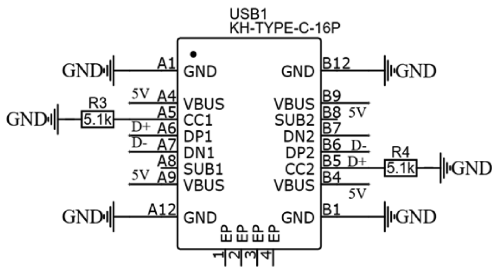 USB1
KH-TYPE-C-16P
GND A1 GND GND B12 GND
5V A4 VBUS VBUS B9
GND R3 5.1k A5 CC1 SUB2 B8 5V
D+ A6 DP1 DN2 B7
D- A7 DN1 DP2 B6 D-
A8 SUB1 CC2 B5 D+ R4 5.1k GND
5V A9 VBUS VBUS B4
5V
GND A12 GND GND B1 GND
EP EP EP EP
1 2 3 4